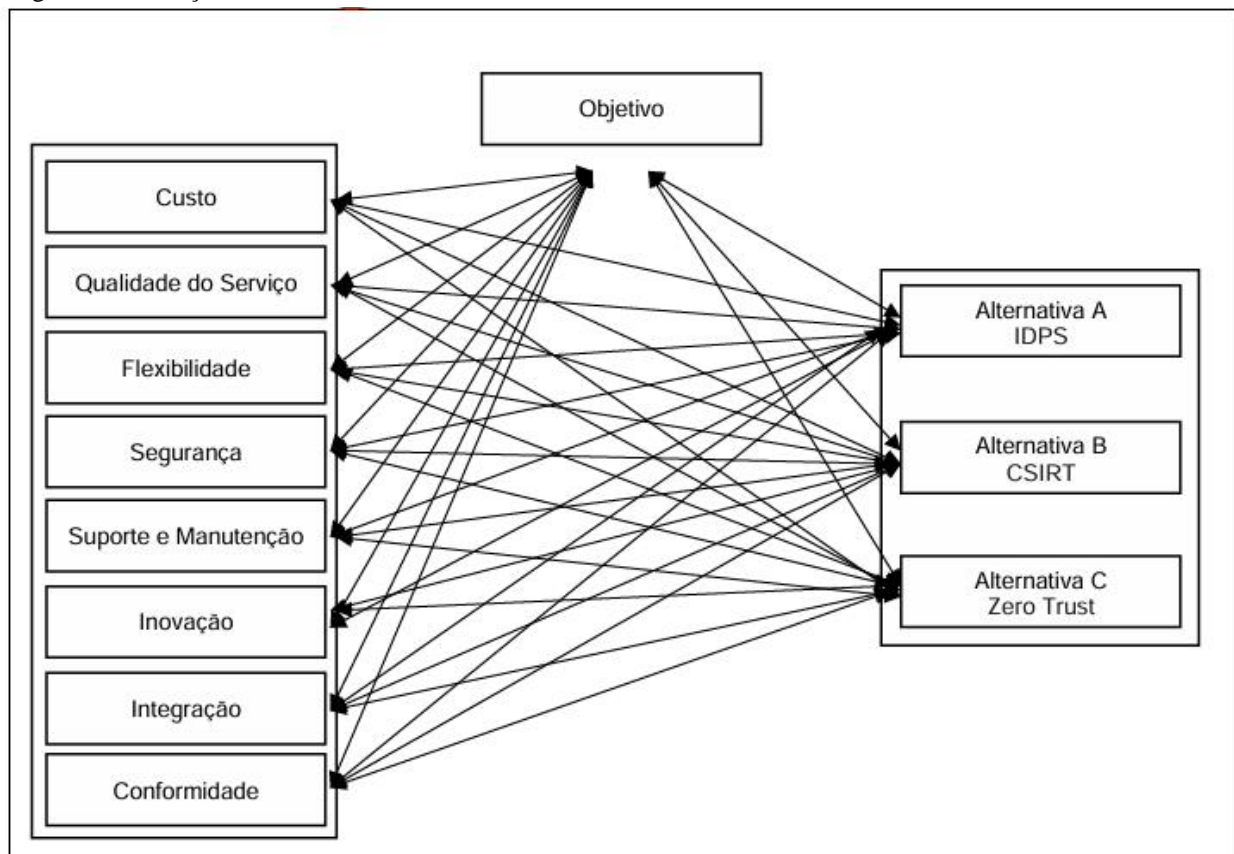 Objetivo
Custo
Qualidade do Serviço
Flexibilidade
Segurança
Suporte e Manutenção
Inovação
Integração
Conformidade
Alternativa A
IDPS
Alternativa B
CSIRT
Alternativa C
Zero Trust